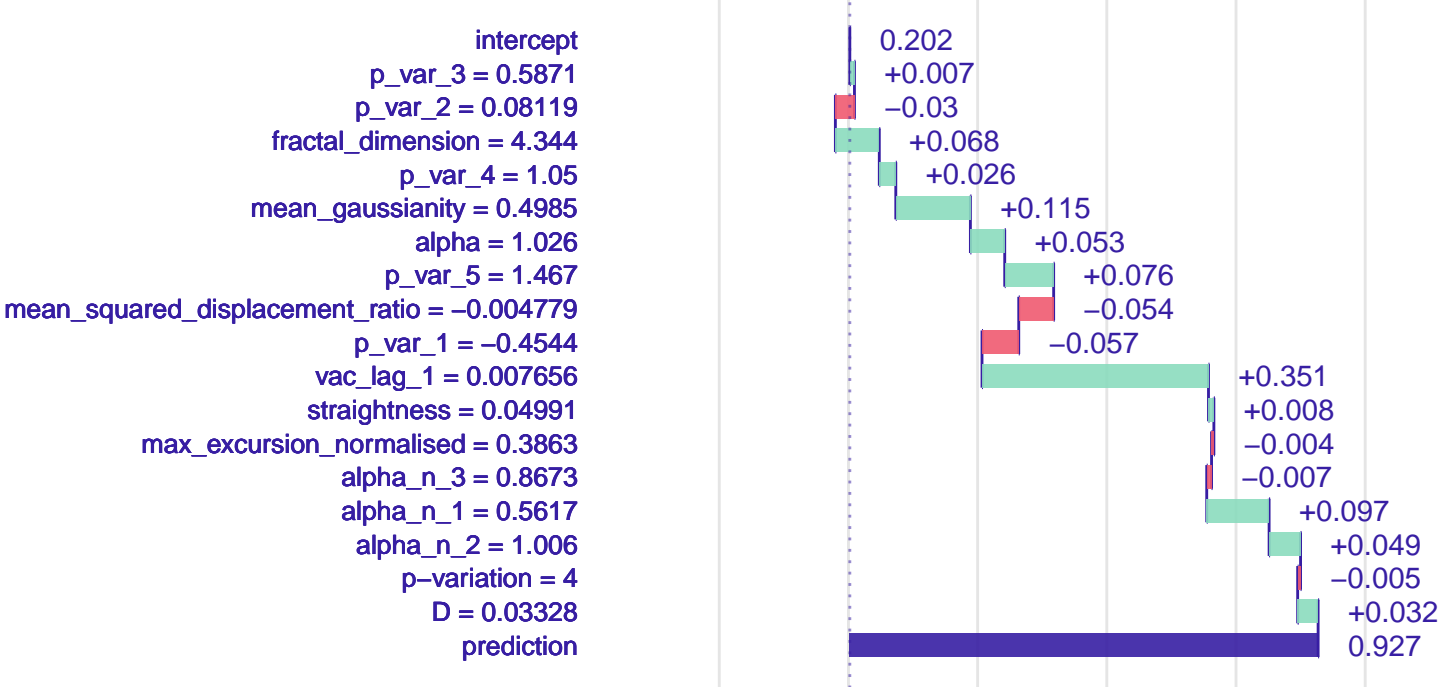 intercept 0.202
p_var_3 = 0.5871 +0.007
p_var_2 = 0.08119 −0.03
fractal_dimension = 4.344 +0.068
p_var_4 = 1.05 +0.026
mean_gaussianity = 0.4985 +0.115
alpha = 1.026 +0.053
p_var_5 = 1.467 +0.076
mean_squared_displacement_ratio = −0.004779 −0.054
p_var_1 = −0.4544 −0.057
vac_lag_1 = 0.007656 +0.351
straightness = 0.04991 +0.008
max_excursion_normalised = 0.3863 −0.004
alpha_n_3 = 0.8673 −0.007
alpha_n_1 = 0.5617 +0.097
alpha_n_2 = 1.006 +0.049
p−variation = 4 −0.005
D = 0.03328 +0.032
prediction 0.927